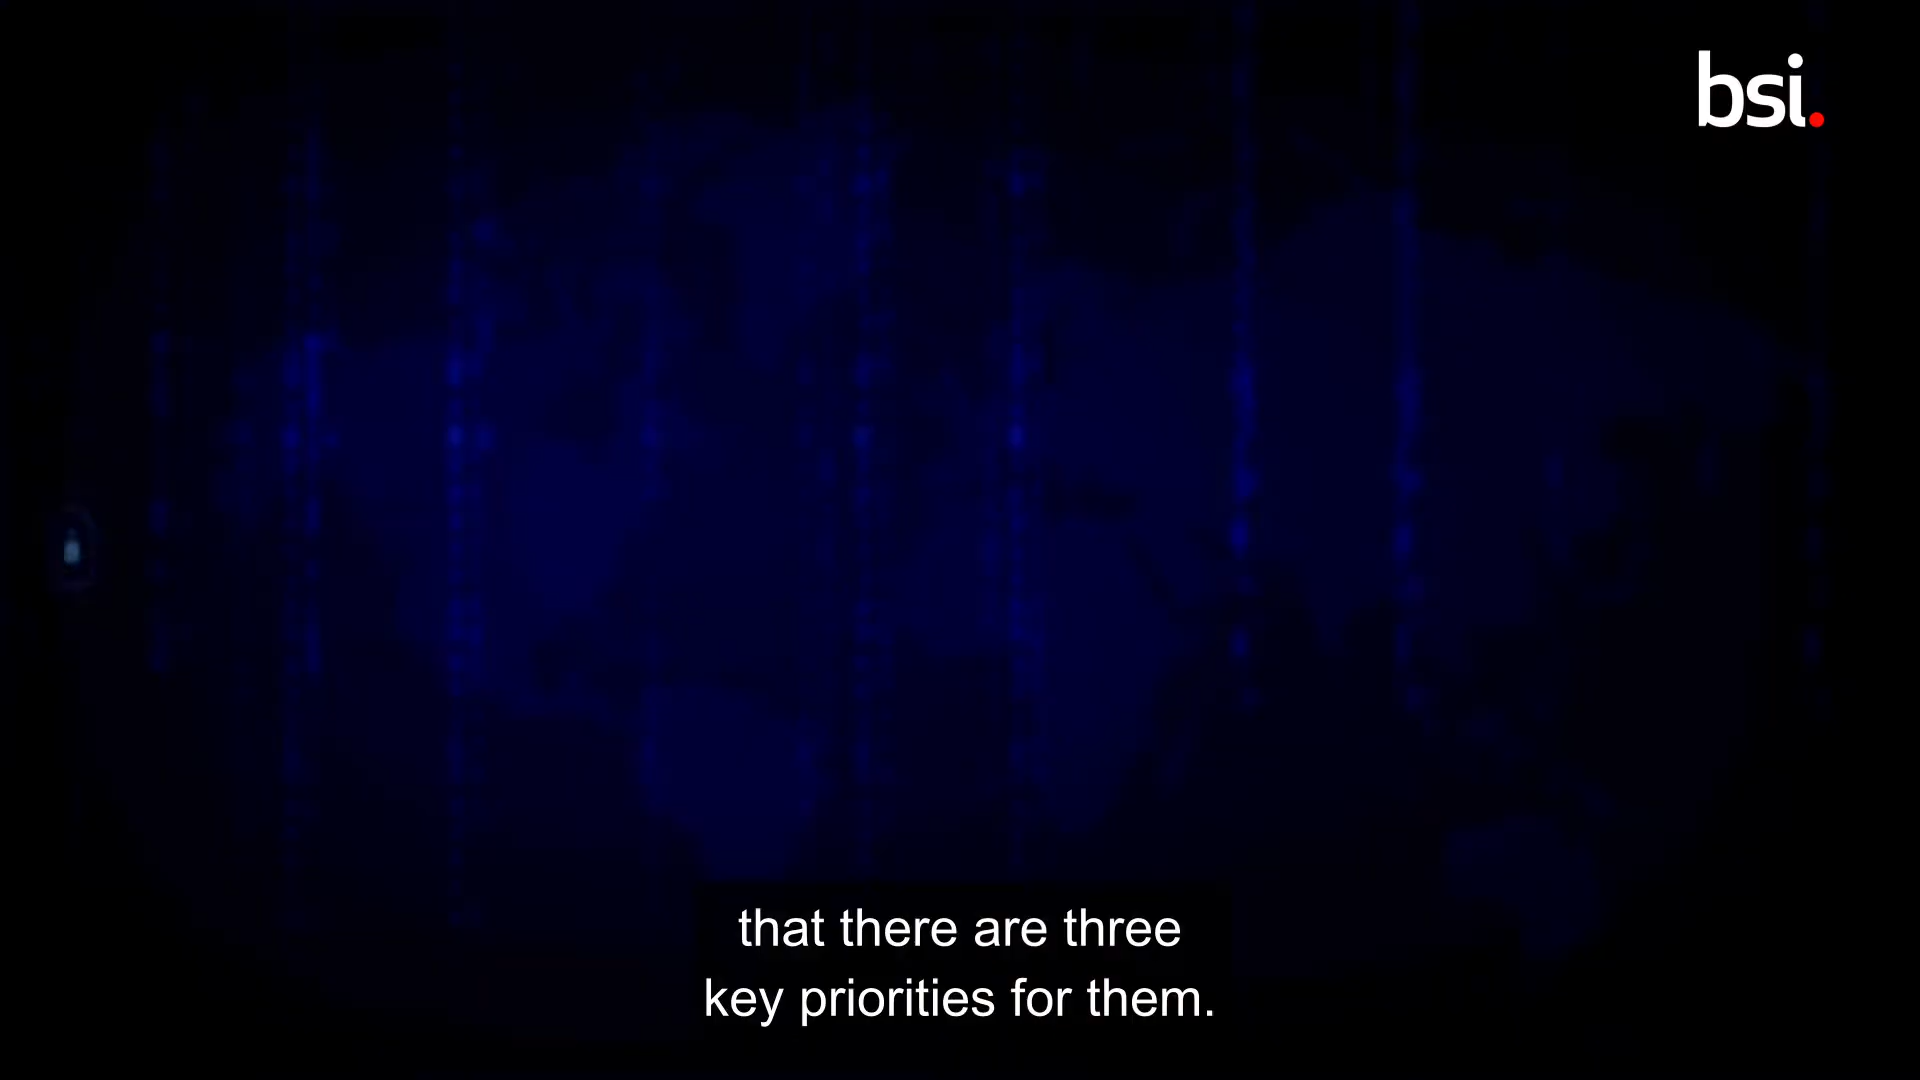 bsi.
that there are three
key priorities for them.